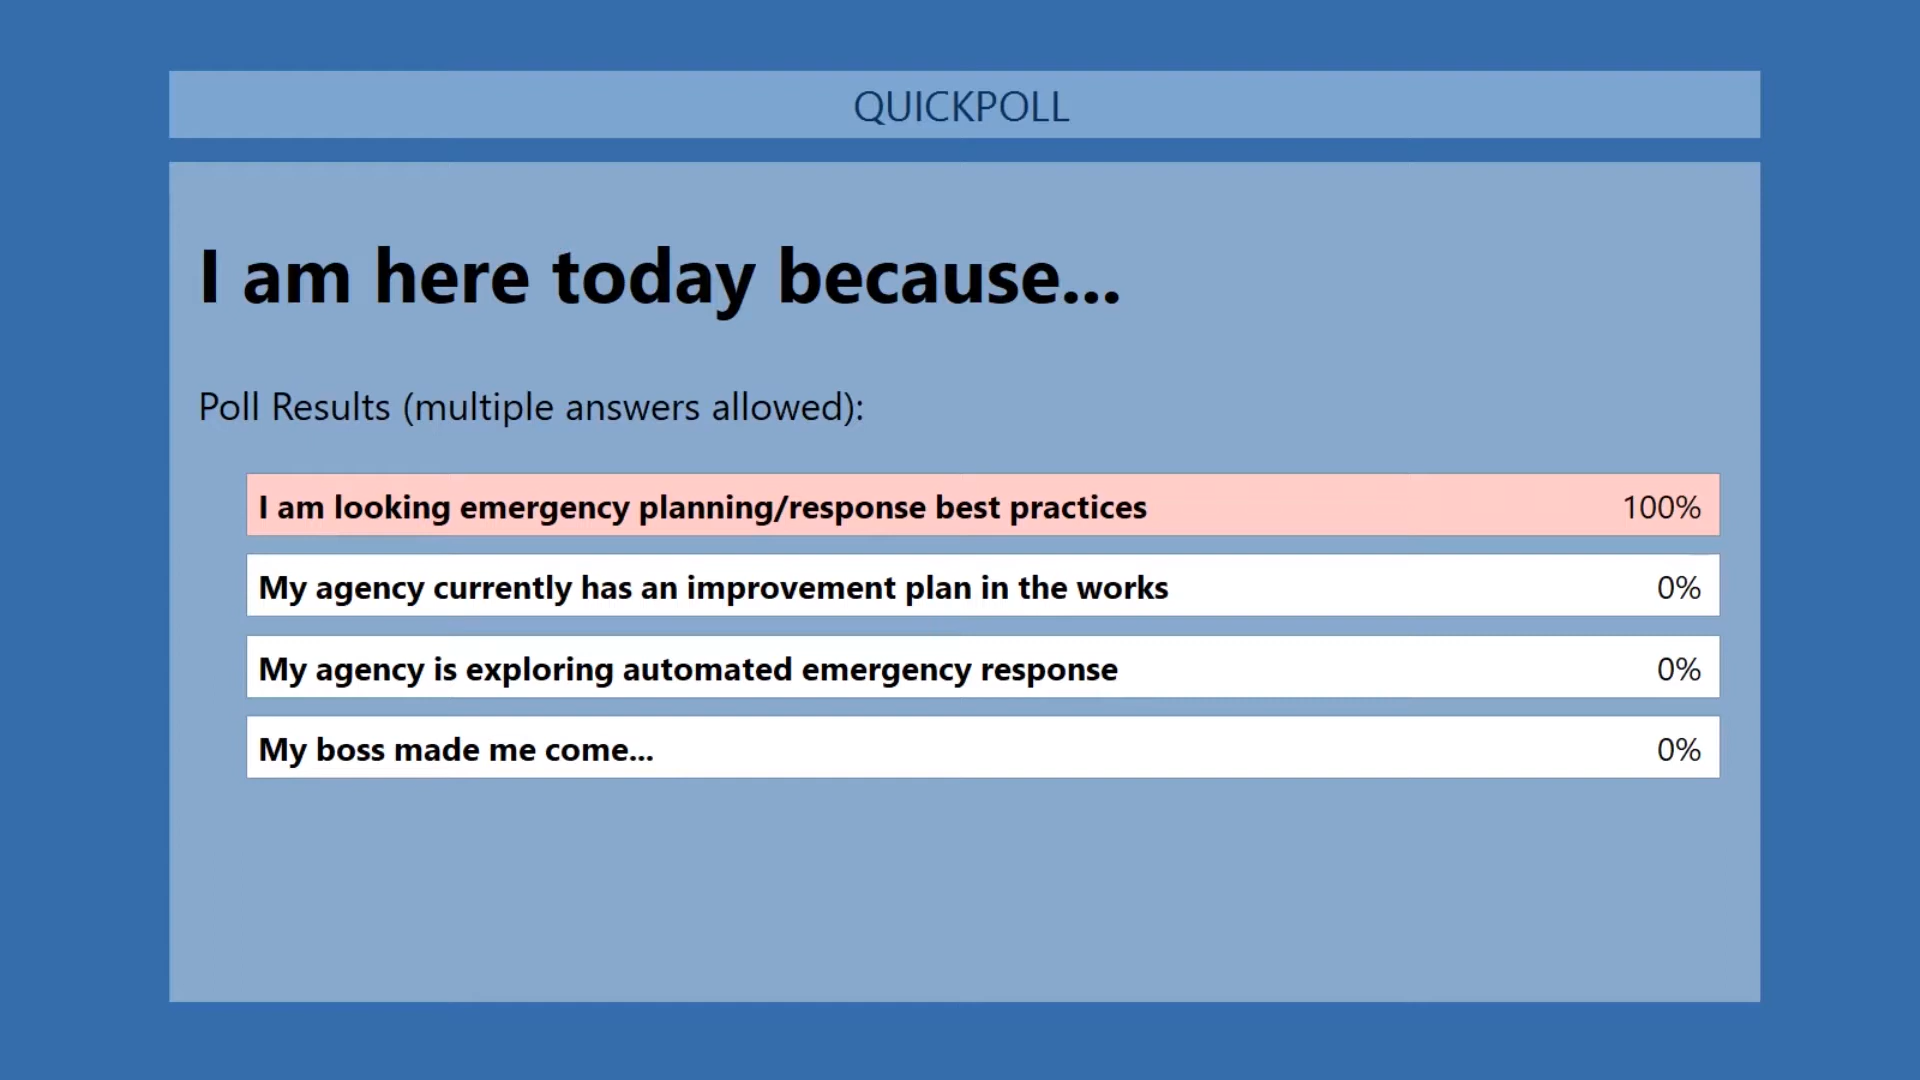 QUICKPOLL
I am here today because...
Poll Results (multiple answers allowed):
I am looking emergency planning/response best practices 100%
My agency currently has an improvement plan in the works 0%
My agency is exploring automated emergency response 0%
My boss made me come... 0%